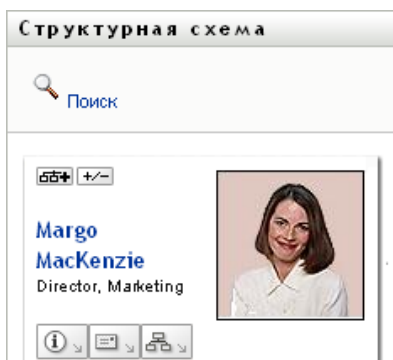 Структурная схема
Поиск
+/−
Margo
MacKenzie
Director, Marketing